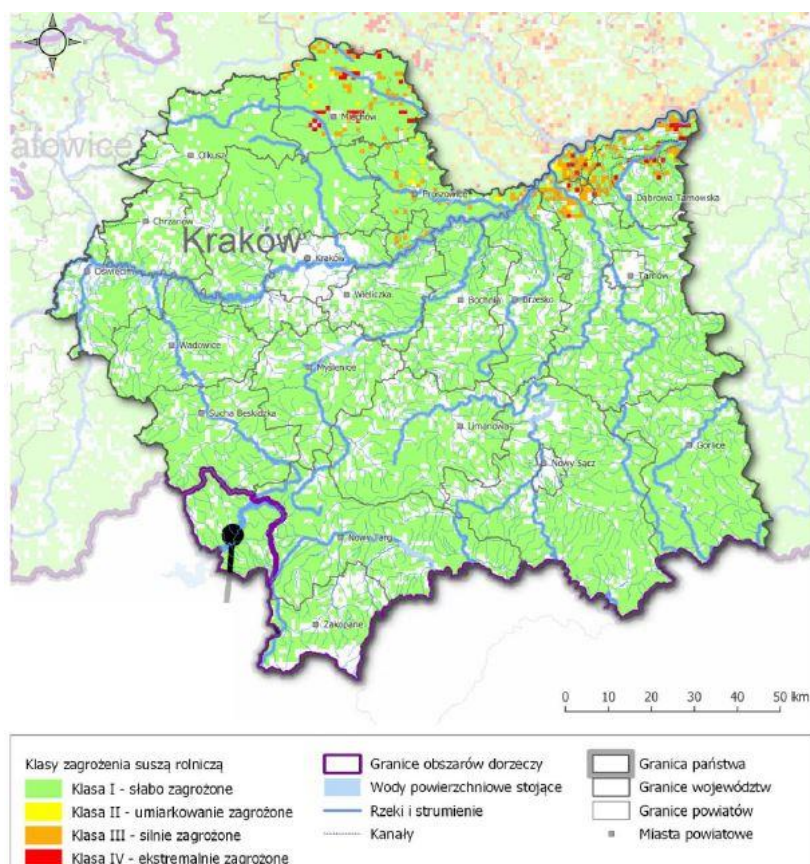 atowice
Miechów
Olkusz
Proszowice
Dąbrowa Tarnowska
Chrzanów
Kraków
Kraków
Oświęcim
Tarnów
Wieliczka
Bochnia
Brzesko
Wadowice
Myślenice
Sucha Beskidzka
Limanowa
Gorlice
Nowy Sącz
Nowy Targ
Zakopane
0 10 20 30 40 50 km
Klasy zagrożenia suszą rolniczą
Klasa I - słabo zagrożone
Klasa II - umiarkowanie zagrożone
Klasa III - silnie zagrożone
Klasa IV - ekstremalnie zagrożone
Granice obszarów dorzeczy
Wody powierzchniowe stojące
Rzeki i strumienie
Kanały
Granica państwa
Granice województw
Granice powiatów
Miasta powiatowe